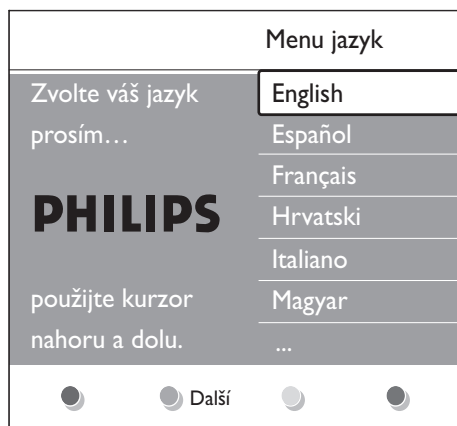 Menu jazyk
Zvolte váš jazyk
prosím…
PHILIPS
použijte kurzor
nahoru a dolu.
English
Español
Français
Hrvatski
Italiano
Magyar
...
Další